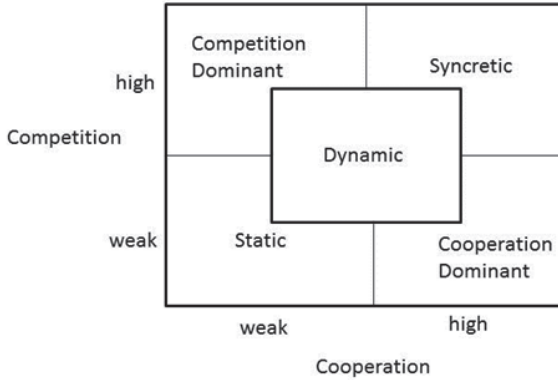 Competition
Dominant
Syncretic
high
Competition
Dynamic
weak
Static
Cooperation
Dominant
weak
high
Cooperation